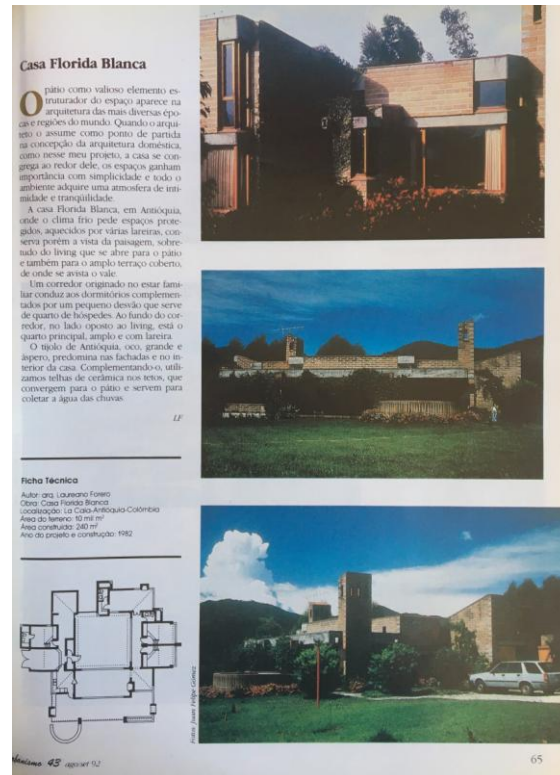 Casa Florida Blanca
O pátio como valioso elemento es-
truturador do espaço aparece na
arquitetura das mais diversas épo-
cas e regiões do mundo. Quando o arqui-
teto o assume como ponto de partida
na concepção da arquitetura doméstica,
como nesse meu projeto, a casa se con-
grega ao redor dele, os espaços ganham
importância com simplicidade e todo o
ambiente adquire uma atmosfera de inti-
midade e tranqüilidade.
A casa Florida Blanca, em Antióquia,
onde o clima frio pede espaços prote-
gidos, aquecidos por várias lareiras, con-
serva porém a vista da paisagem, sobre-
tudo do living que se abre para o pátio
e também para o amplo terraço coberto,
de onde se avista o vale.
Um corredor originado no estar fami-
liar conduz aos dormitórios complemen-
tados por um pequeno desvão que serve
de quarto de hóspedes. Ao fundo do cor-
redor, no lado oposto ao living, está o
quarto principal, amplo e com lareira.
O tijolo de Antióquia, oco, grande e
áspero, predomina nas fachadas e no in-
terior da casa. Complementando-o, utili-
zamos telhas de cerâmica nos tetos, que
convergem para o pátio e servem para
coletar a água das chuvas.
LF
Ficha Técnica
Autor: arq. Laureano Forero
Obra: Casa Florida Blanca
Localização: La Ceia-Antióquia-Colômbia
Área do terreno: 10 mil m²
Área construída: 240 m²
Ano do projeto e construção: 1982
Fotos Juan Felipe Gómez
banismo 43 ago/set 92
65